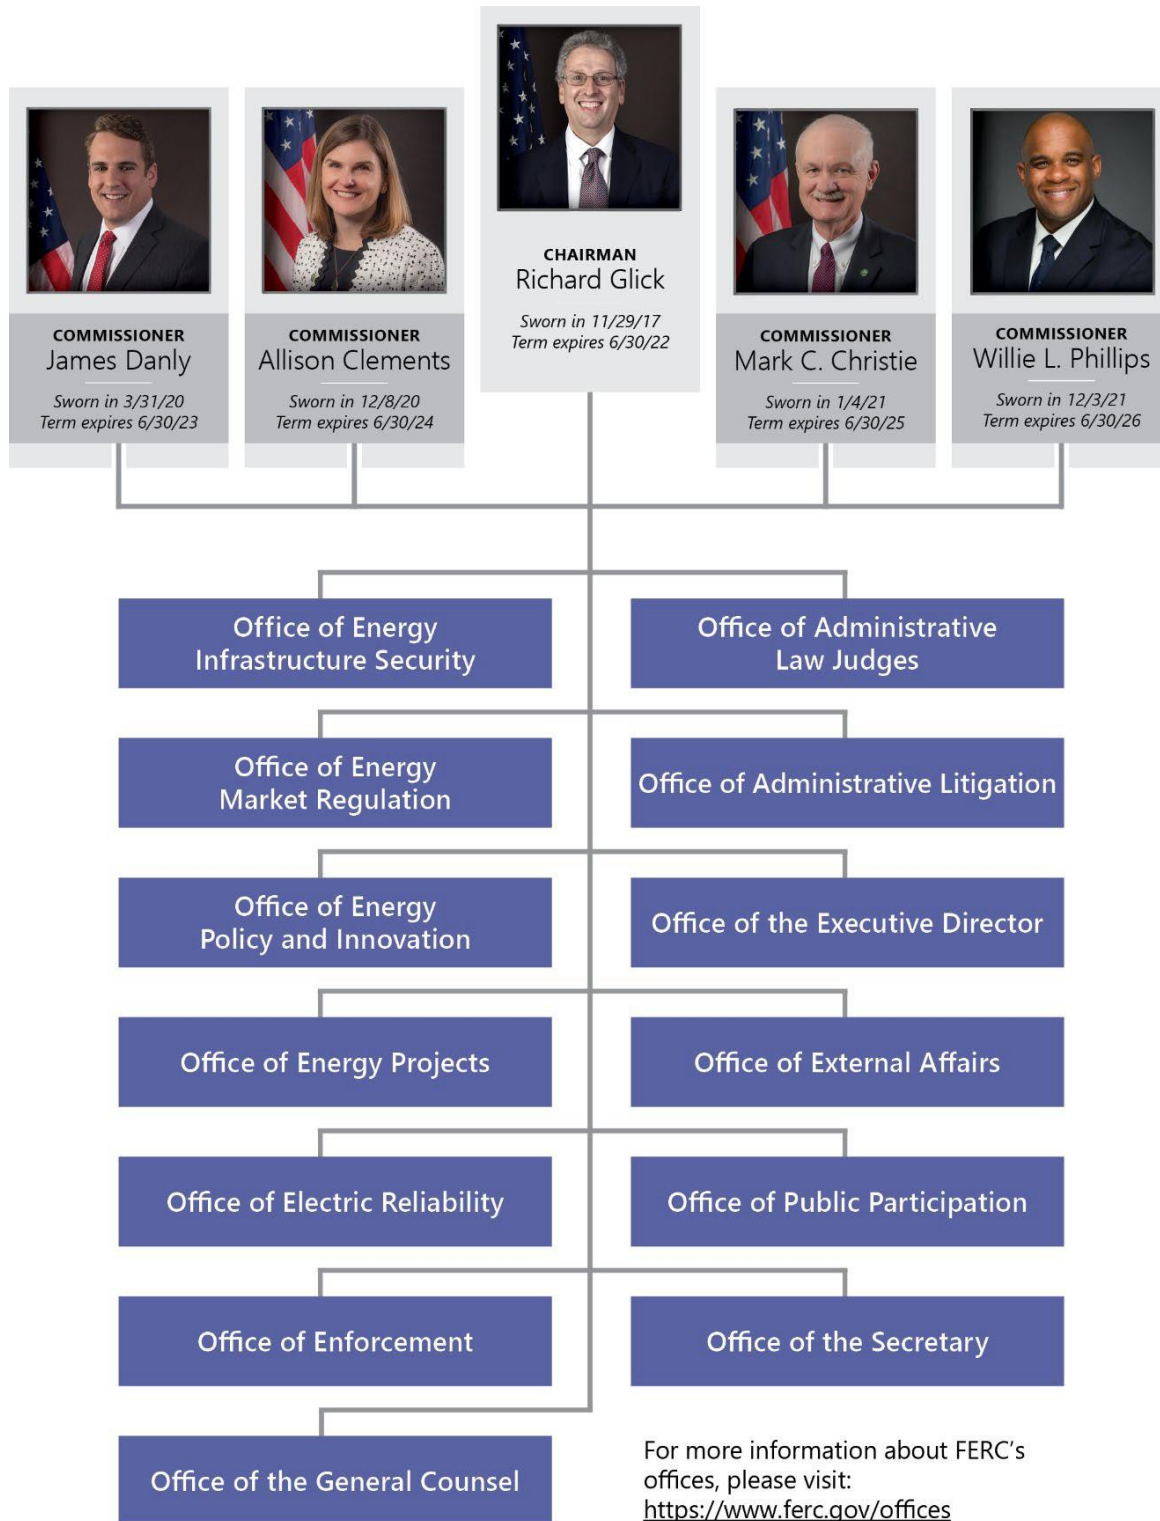 COMMISSIONER
James Danly
Sworn in 3/31/20
Term expires 6/30/23
COMMISSIONER
Allison Clements
Sworn in 12/8/20
Term expires 6/30/24
CHAIRMAN
Richard Glick
Sworn in 11/29/17
Term expires 6/30/22
COMMISSIONER
Mark C. Christie
Sworn in 1/4/21
Term expires 6/30/25
COMMISSIONER
Willie L. Phillips
Sworn in 12/3/21
Term expires 6/30/26
Office of Energy
Infrastructure Security
Office of Administrative
Law Judges
Office of Energy
Market Regulation
Office of Administrative Litigation
Office of Energy
Policy and Innovation
Office of the Executive Director
Office of Energy Projects
Office of External Affairs
Office of Electric Reliability
Office of Public Participation
Office of Enforcement
Office of the Secretary
Office of the General Counsel
For more information about FERC's
offices, please visit:
https://www.ferc.gov/offices